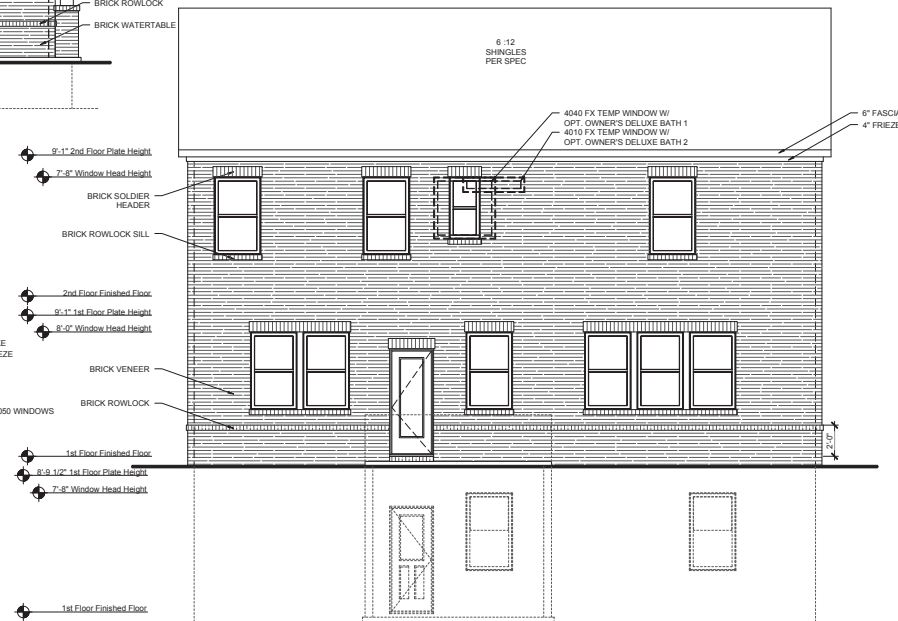 BRICK ROWLOCK
BRICK WATERTABLE
6 :12
SHINGLES
PER SPEC
4040 FX TEMP WINDOW W/
OPT. OWNER'S DELUXE BATH 1
4010 FX TEMP WINDOW W/
OPT. OWNER'S DELUXE BATH 2
6" FASCIA
4" FRIEZE
9'-1" 2nd Floor Plate Height
7'-8" Window Head Height
BRICK SOLDIER
HEADER
BRICK ROWLOCK SILL
2nd Floor Finished Floor
9'-1" 1st Floor Plate Height
8'-0" Window Head Height
EZE
BRICK VENEER
BRICK ROWLOCK
050 WINDOWS
2'-0"
1st Floor Finished Floor
8'-9 1/2" 1st Floor Plate Height
7'-8" Window Head Height
1st Floor Finished Floor